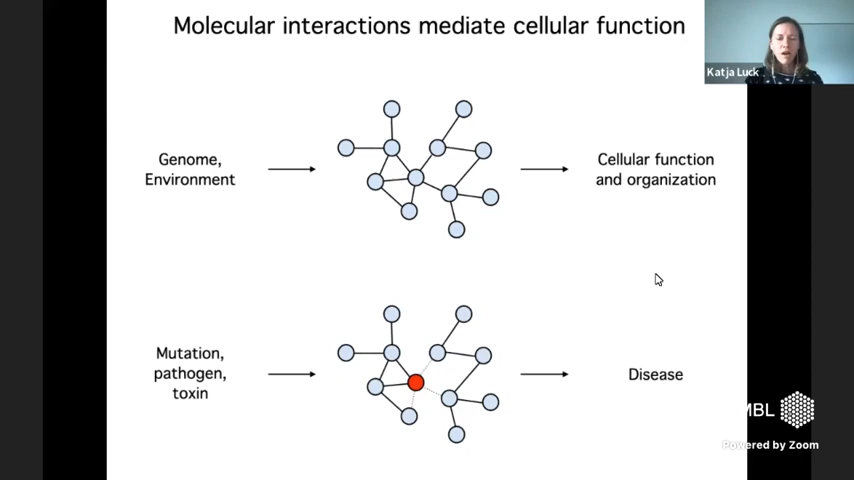 Molecular interactions mediate cellular function
Katja Luck
Genome,
Environment
Cellular function
and organization
Mutation,
pathogen,
toxin
Disease
MBL
Powered by Zoom